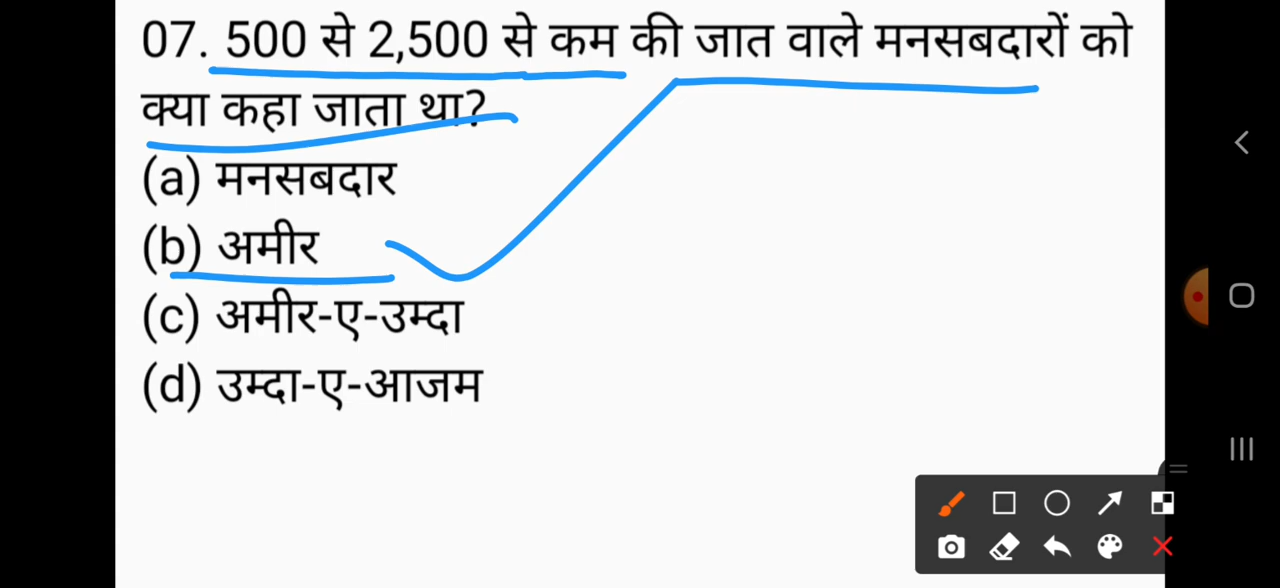 07. 500 से 2,500 से कम की जात वाले मनसबदारों को
क्या कहा जाता था?
(a) मनसबदार
(b) अमीर
(c) अमीर-ए-उम्दा
(d) उम्दा-ए-आजम